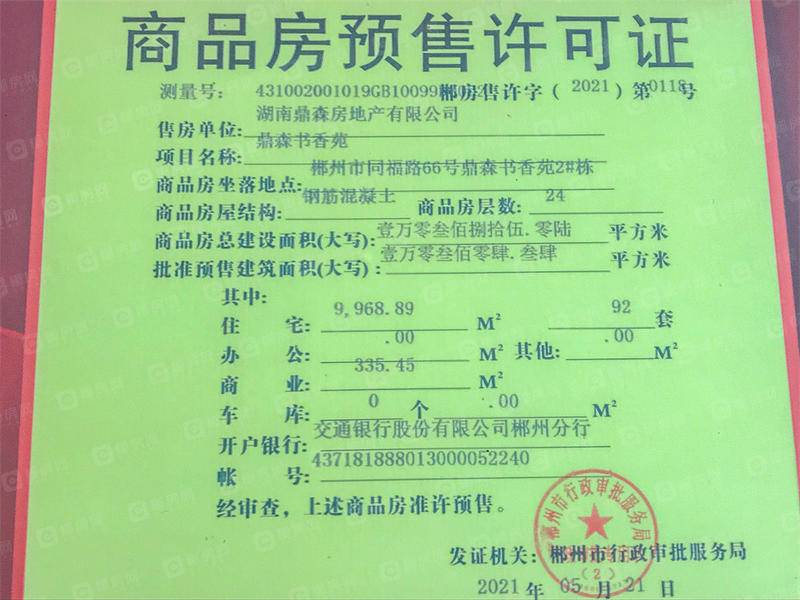 商品房预售许可证
测量号: 431002001019GB10099 郴房售许字(2021)第0118号
售房单位: 湖南鼎森房地产有限公司
项目名称: 鼎森书香苑
商品房坐落地点: 郴州市同福路66号鼎森书香苑2#栋
商品房屋结构: 钢筋混凝土 商品房层数: 24
商品房总建设面积(大写): 壹万零叁佰捌拾伍.零陆 平方米
批准预售建筑面积(大写): 壹万零叁佰零肆.叁肆 平方米
其中:
住 宅: 9,968.89 M² 92 套
办 公: .00 M² 其他: .00 M²
商 业: 335.45 M²
车 库: 0 个 .00 M²
开户银行: 交通银行股份有限公司郴州分行
帐 号: 437181888013000052240
经审查，上述商品房准许预售。
发证机关: 郴州市行政审批服务局
2021 年 05 月 21 日
郴州市行政审批服务局
(2)